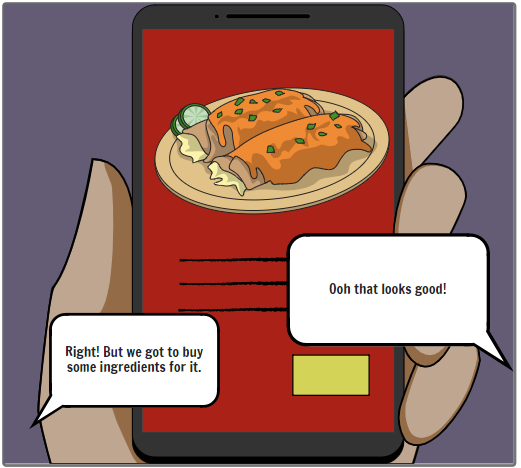 Ooh that looks good!
Right! But we got to buy
some ingredients for it.